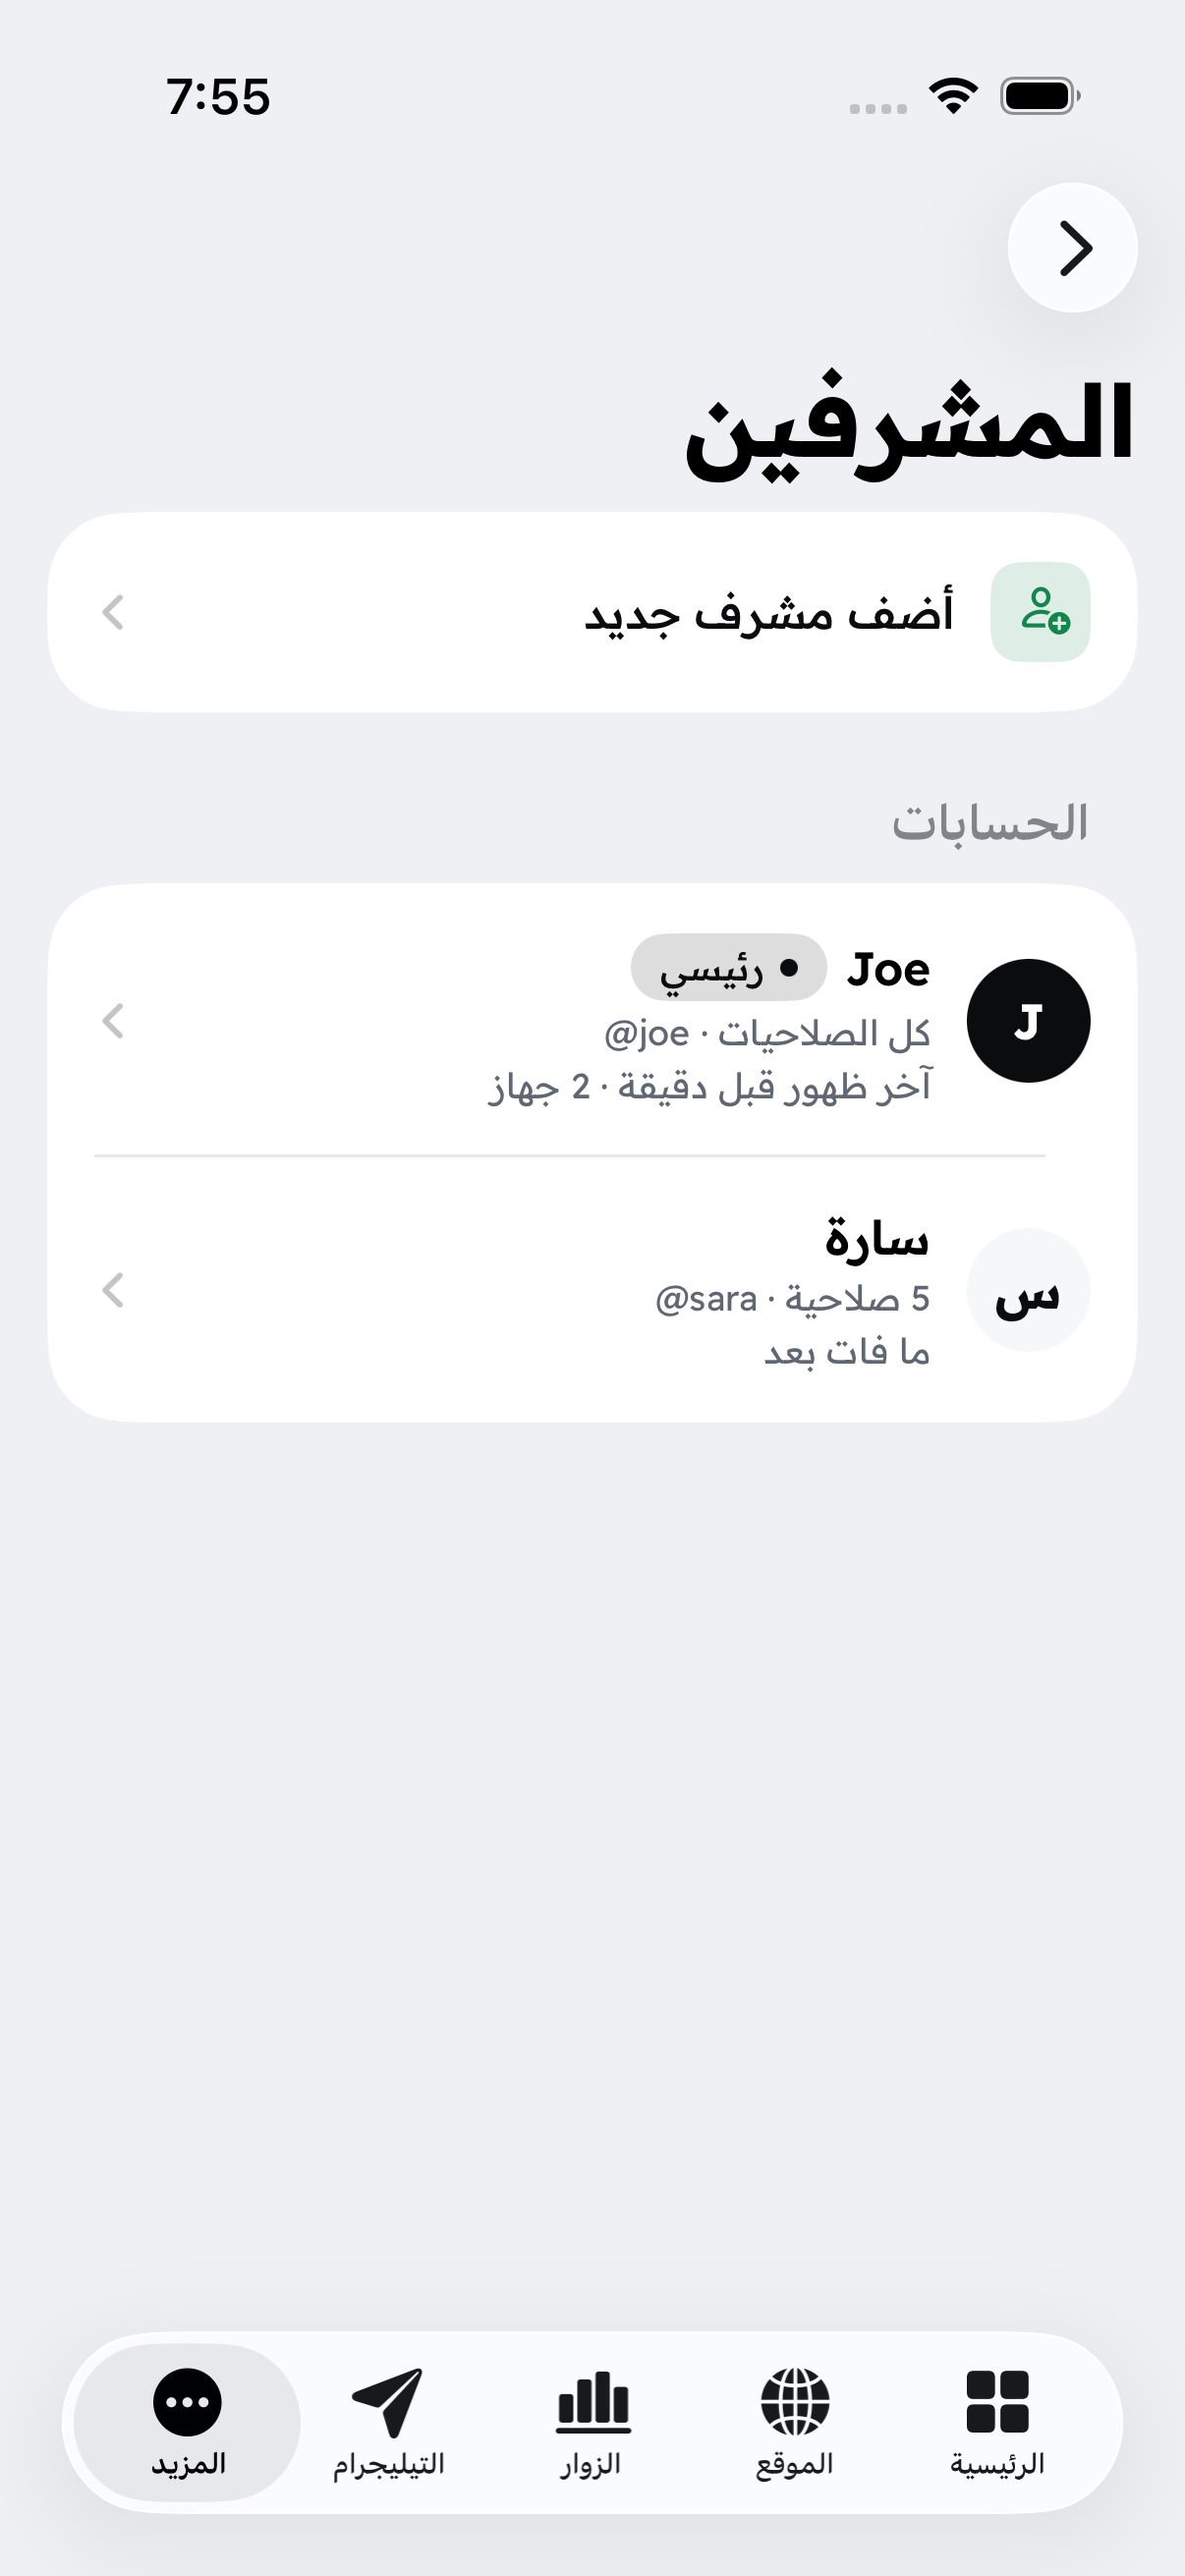 7:55
المشرفين
أضف مشرف جديد
الحسابات
J
Joe رئيسي
كل الصلاحيات · @joe
آخر ظهور قبل دقيقة · 2 جهاز
س
سارة
5 صلاحية · @sara
ما فات بعد
الرئيسية
الموقع
الزوار
التيليجرام
المزيد